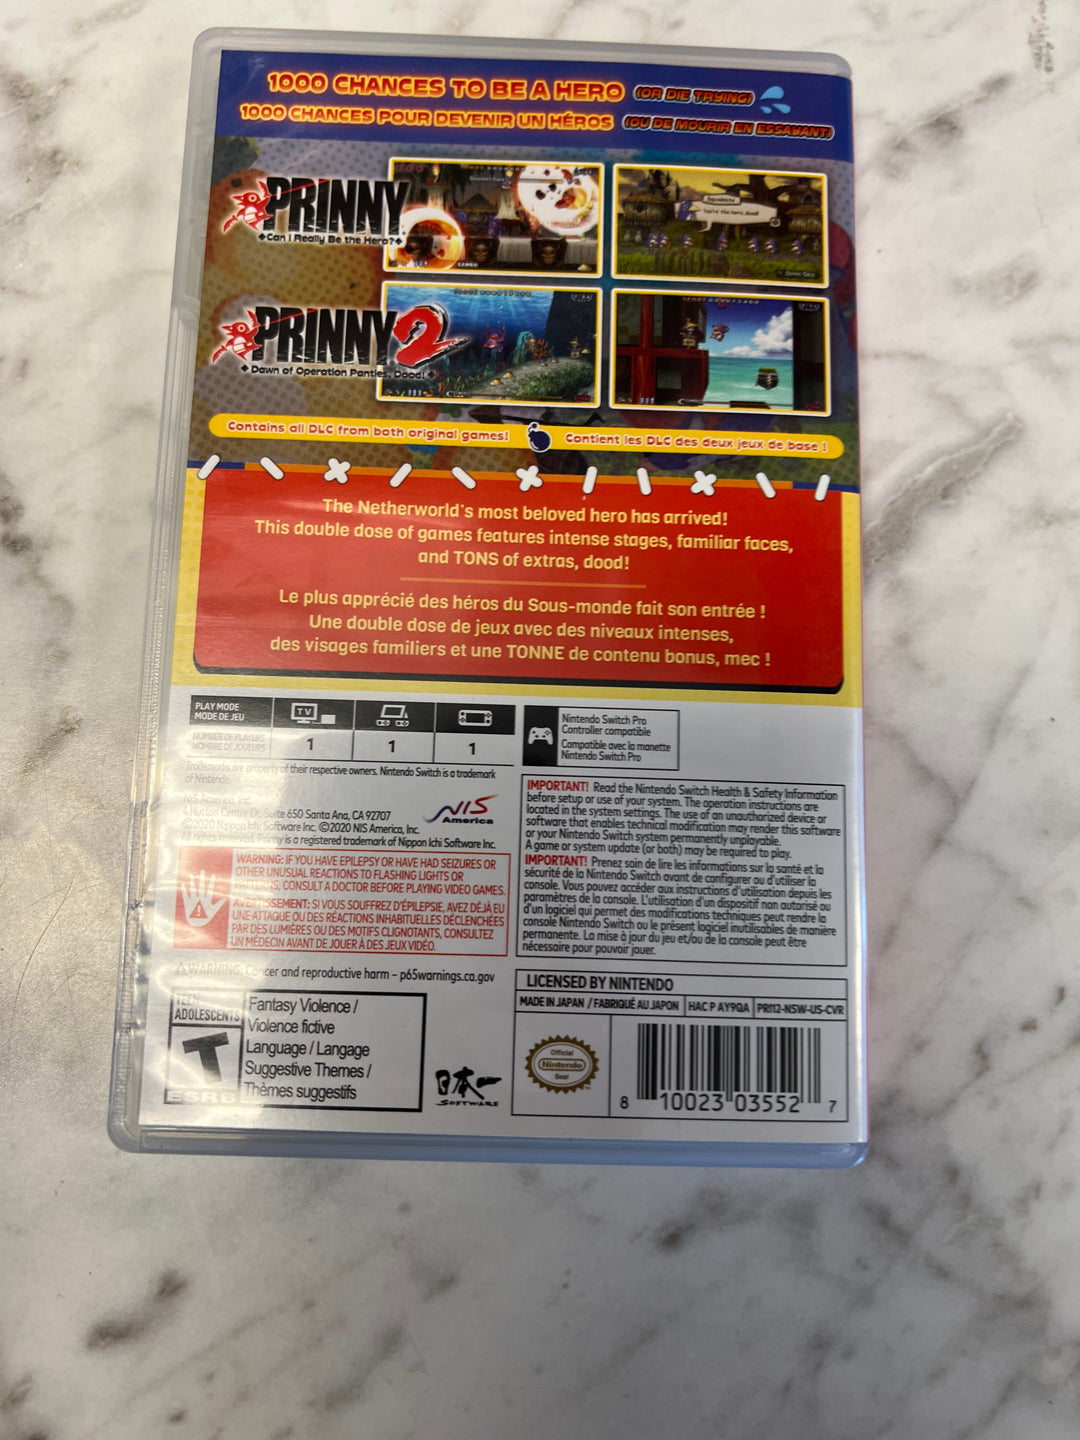 1000 CHANCES TO BE A HERO (OR DIE TRYING)
1000 CHANCES POUR DEVENIR UN HÉROS (OU DE MOURIR EN ESSAYANT)
PRINNY
◆Can I Really Be the Hero?◆
PRINNY 2
◆ Dawn of Operation Panties, Dood! ◆
Contains all DLC from both original games!
Contient les DLC des deux jeux de base !
The Netherworld's most beloved hero has arrived!
This double dose of games features intense stages, familiar faces,
and TONS of extras, dood!
Le plus apprécié des héros du Sous-monde fait son entrée !
Une double dose de jeux avec des niveaux intenses,
des visages familiers et une TONNE de contenu bonus, mec !
PLAY MODE
MODE DE JEU
TV
NUMBER OF PLAYERS
NOMBRE DE JOUEURS
1 1 1
Nintendo Switch Pro
Controller compatible
Compatible avec la manette
Nintendo Switch Pro
Trademarks are property of their respective owners. Nintendo Switch is a trademark
of Nintendo.
NIS America, Inc.
4 Hutton Centre Dr. Suite 650 Santa Ana, CA 92707
©2020 Nippon Ichi Software Inc. ©2020 NIS America, Inc.
All rights reserved. Prinny is a registered trademark of Nippon Ichi Software Inc.
NIS
America
WARNING: IF YOU HAVE EPILEPSY OR HAVE HAD SEIZURES OR
OTHER UNUSUAL REACTIONS TO FLASHING LIGHTS OR
PATTERNS, CONSULT A DOCTOR BEFORE PLAYING VIDEO GAMES.
AVERTISSEMENT: SI VOUS SOUFFREZ D'ÉPILEPSIE, AVEZ DÉJÀ EU
UNE ATTAQUE OU DES RÉACTIONS INHABITUELLES DÉCLENCHÉES
PAR DES LUMIÈRES OU DES MOTIFS CLIGNOTANTS, CONSULTEZ
UN MÉDECIN AVANT DE JOUER À DES JEUX VIDÉO.
IMPORTANT! Read the Nintendo Switch Health & Safety Information
before setup or use of your system. The operation instructions are
located in the system settings. The use of an unauthorized device or
software that enables technical modification may render this software
or your Nintendo Switch system permanently unplayable.
A game or system update (or both) may be required to play.
IMPORTANT! Prenez soin de lire les informations sur la santé et la
sécurité de la Nintendo Switch avant de configurer ou d'utiliser la
console. Vous pouvez accéder aux instructions d'utilisation depuis les
paramètres de la console. L'utilisation d'un dispositif non autorisé ou
d'un logiciel qui permet des modifications techniques peut rendre la
console Nintendo Switch ou le présent logiciel inutilisables de manière
permanente. La mise à jour du jeu et/ou de la console peut être
nécessaire pour pouvoir jouer.
⚠WARNING: Cancer and reproductive harm – p65warnings.ca.gov
TEEN
ADOLESCENTS
T
ESRB
Fantasy Violence /
Violence fictive
Language / Langage
Suggestive Themes /
Thèmes suggestifs
日本一
SOFTWARE
LICENSED BY NINTENDO
MADE IN JAPAN / FABRIQUÉ AU JAPON HAC P AY9QA PRI12-NSW-US-CVR
Official
Nintendo
Seal
8 10023 03552 7